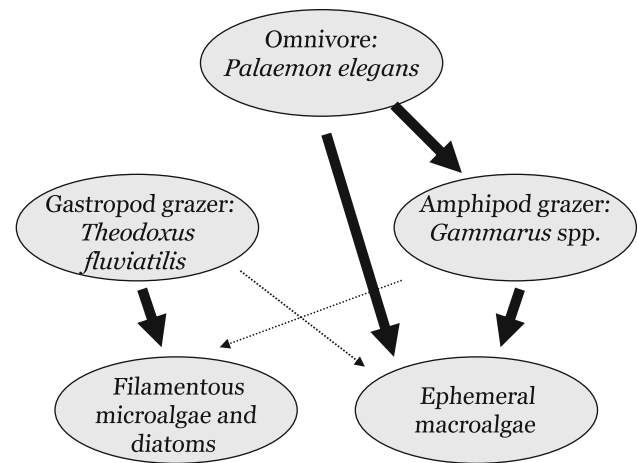 Omnivore:
Palaemon elegans
Gastropod grazer:
Theodoxus
fluviatilis
Amphipod grazer:
Gammarus spp.
Filamentous
microalgae and
diatoms
Ephemeral
macroalgae